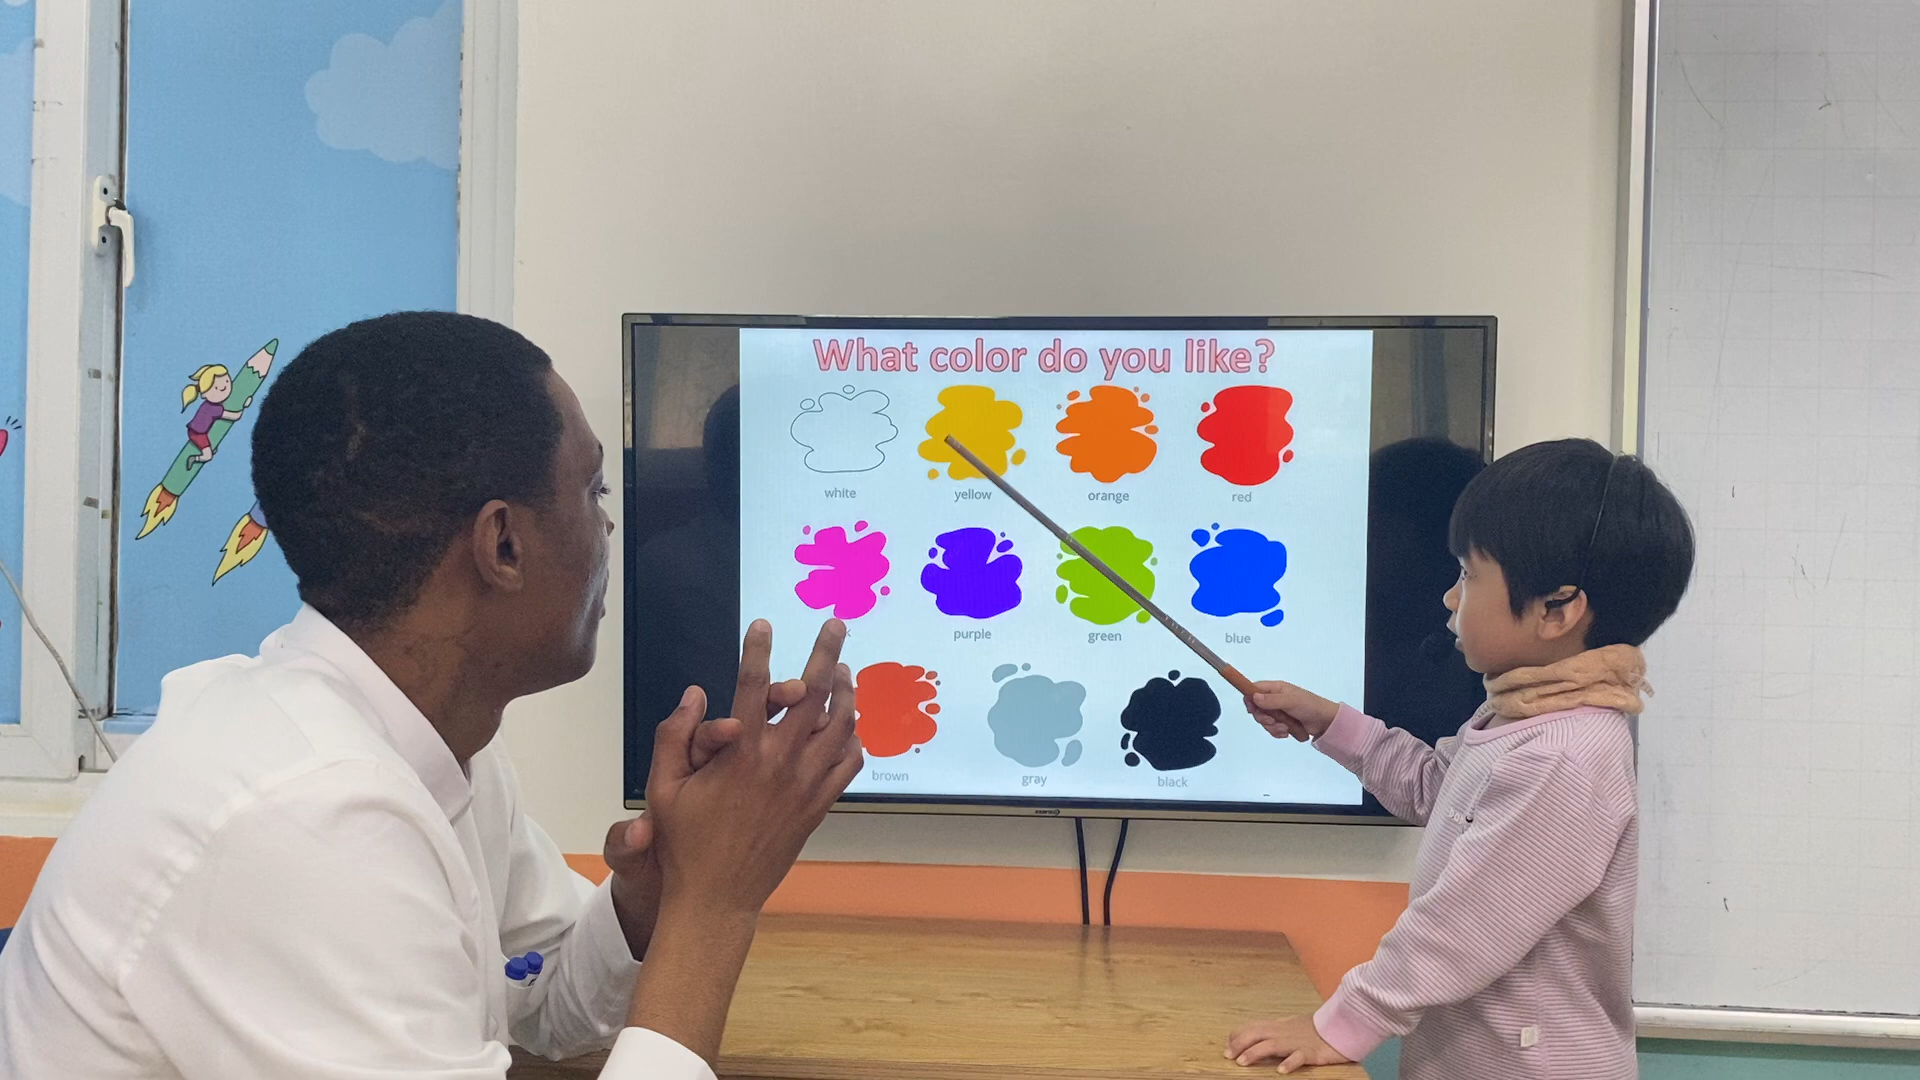 What color do you like?
white yellow orange red
purple green blue
brown gray black